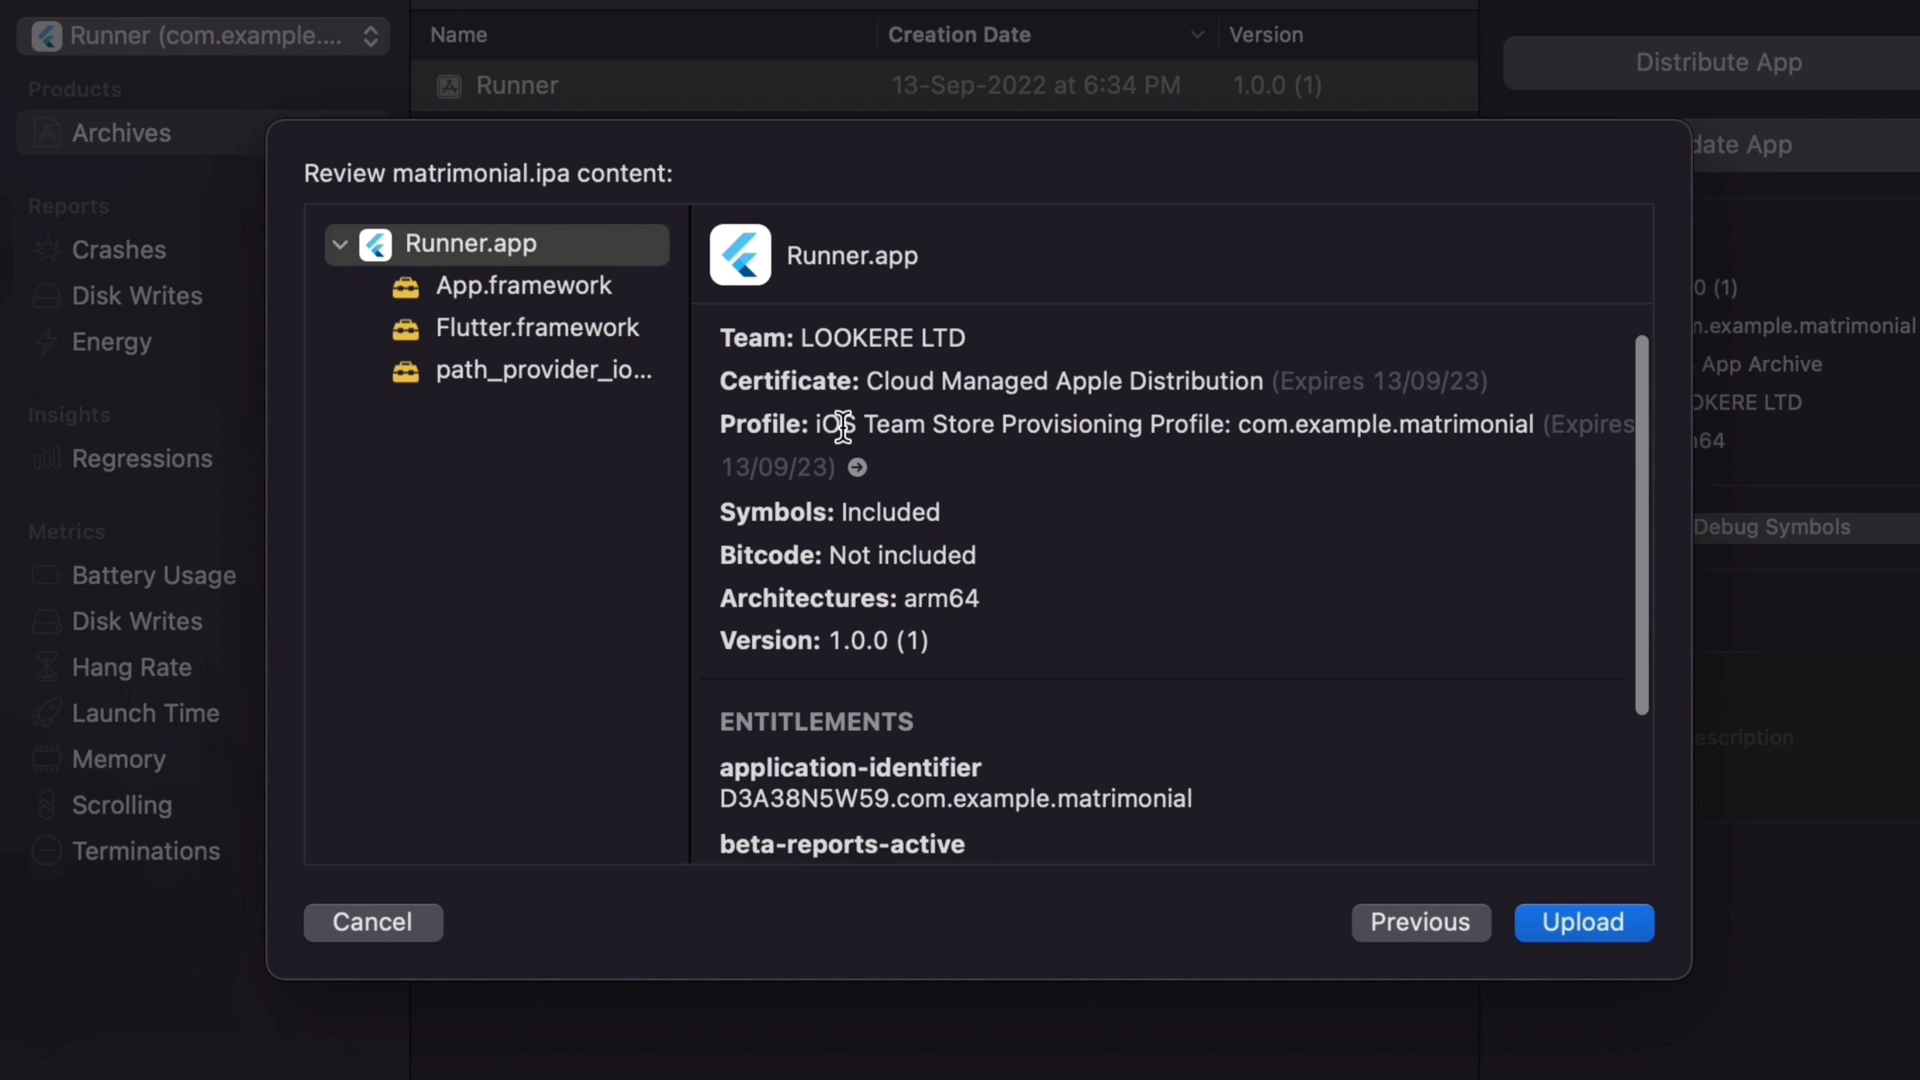 Runner (com.example....
Name
Creation Date
Version
Distribute App
Products
Runner
13-Sep-2022 at 6:34 PM
1.0.0 (1)
Archives
date App
Review matrimonial.ipa content:
Reports
Crashes
Disk Writes
Energy
Insights
Regressions
Metrics
Battery Usage
Disk Writes
Hang Rate
Launch Time
Memory
Scrolling
Terminations
Runner.app
App.framework
Flutter.framework
path_provider_io...
Runner.app
Team: LOOKERE LTD
Certificate: Cloud Managed Apple Distribution (Expires 13/09/23)
Profile: iOS Team Store Provisioning Profile: com.example.matrimonial (Expires
13/09/23)
Symbols: Included
Bitcode: Not included
Architectures: arm64
Version: 1.0.0 (1)
ENTITLEMENTS
application-identifier
D3A38N5W59.com.example.matrimonial
beta-reports-active
0 (1)
n.example.matrimonial
App Archive
OKERE LTD
64
Debug Symbols
escription
Cancel
Previous
Upload